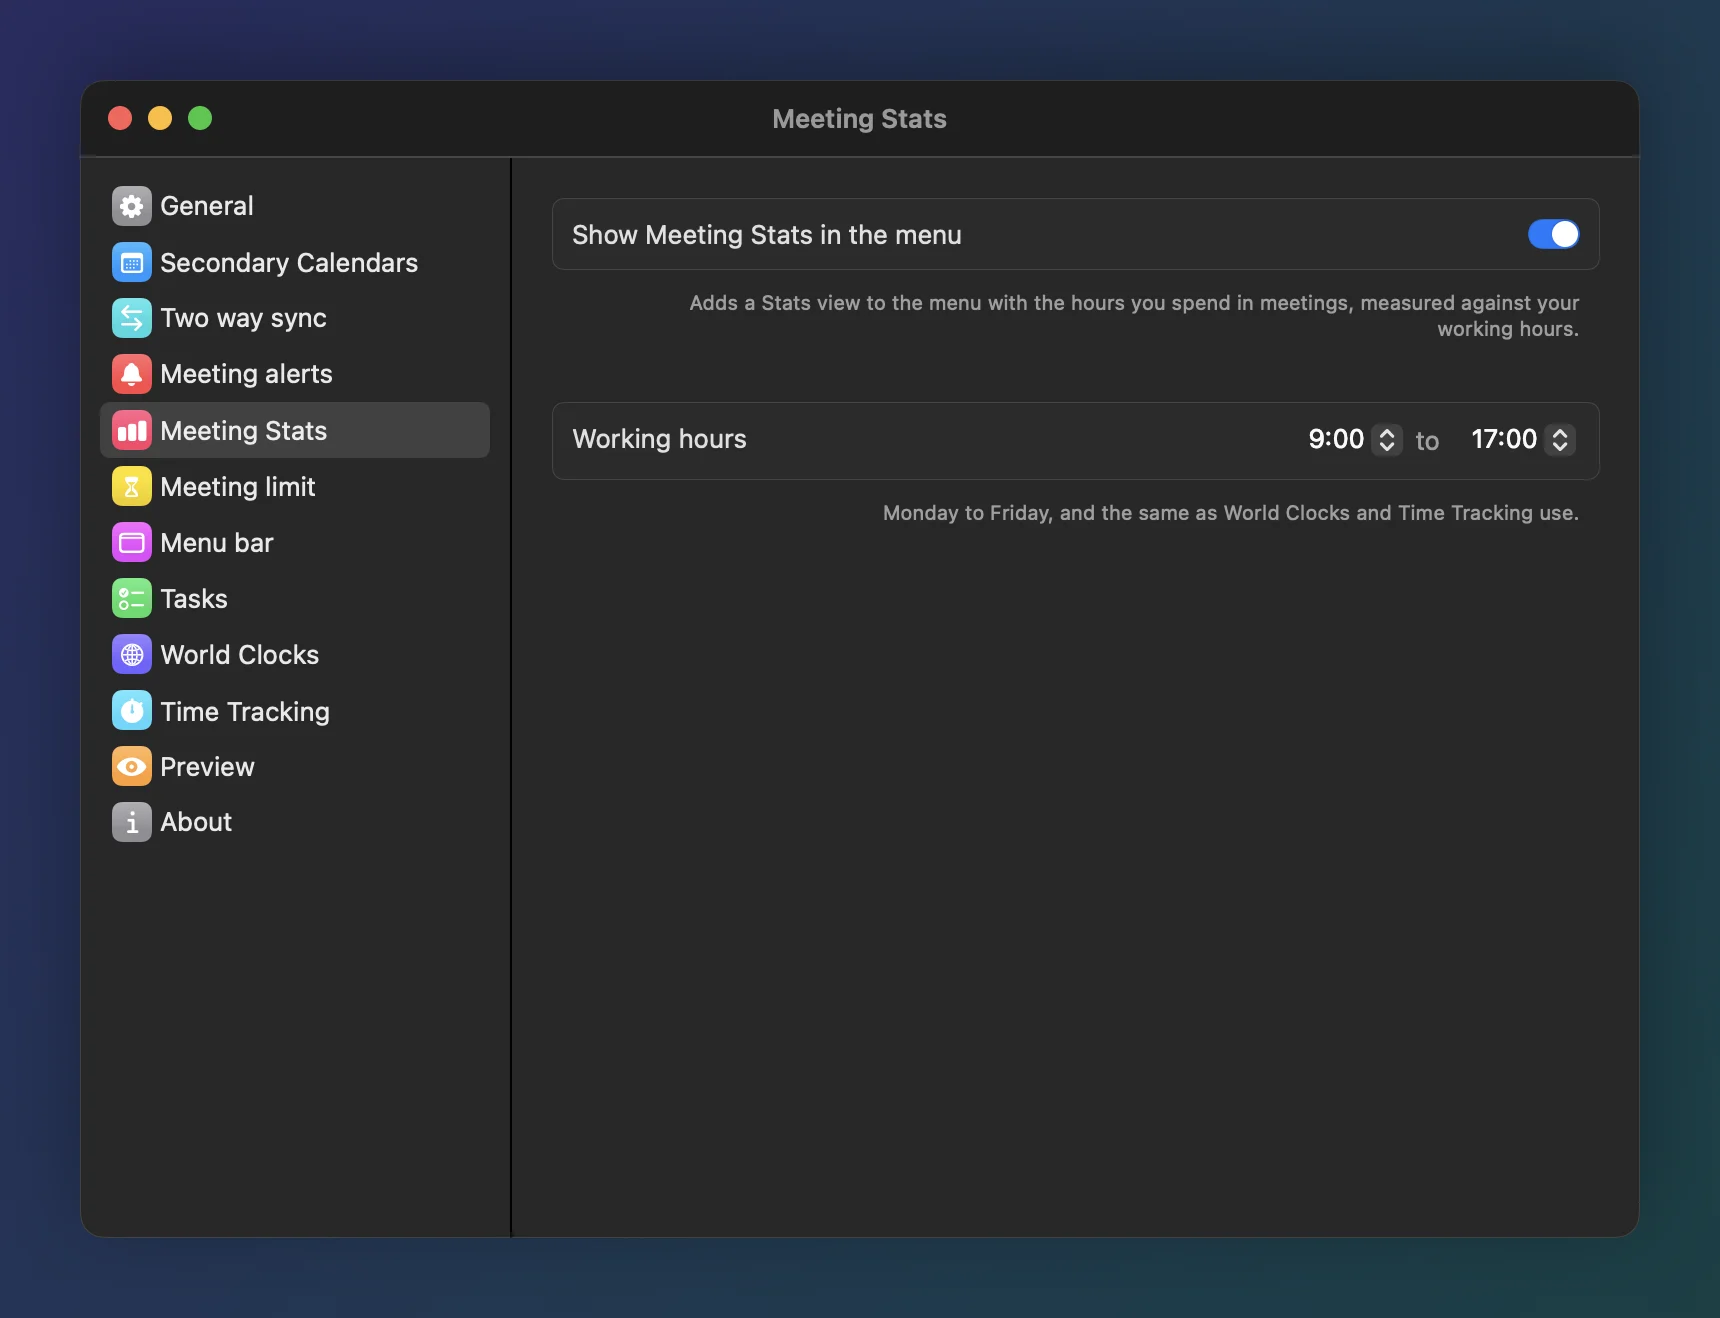 Meeting Stats
General
Secondary Calendars
Two way sync
Meeting alerts
Meeting Stats
Meeting limit
Menu bar
Tasks
World Clocks
Time Tracking
Preview
About
Show Meeting Stats in the menu
Adds a Stats view to the menu with the hours you spend in meetings, measured against your
working hours.
Working hours 9:00 to 17:00
Monday to Friday, and the same as World Clocks and Time Tracking use.